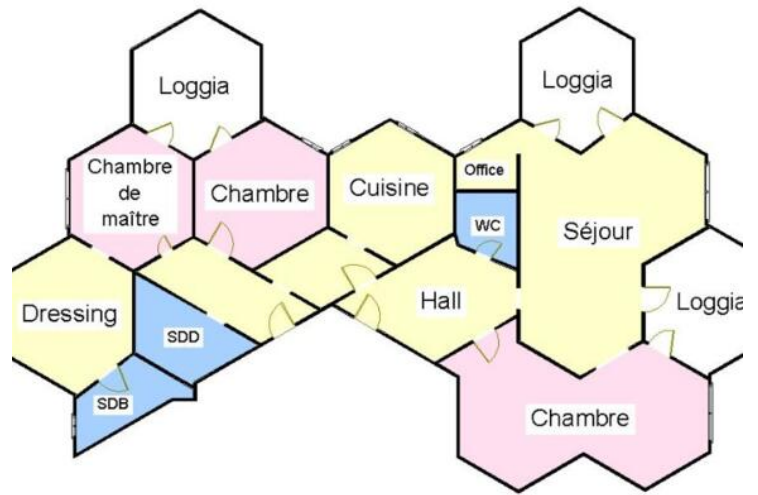 Loggia
Loggia
Chambre
de
maître
Chambre
Cuisine
Office
WC
Séjour
Dressing
SDD
Hall
Loggia
SDB
Chambre